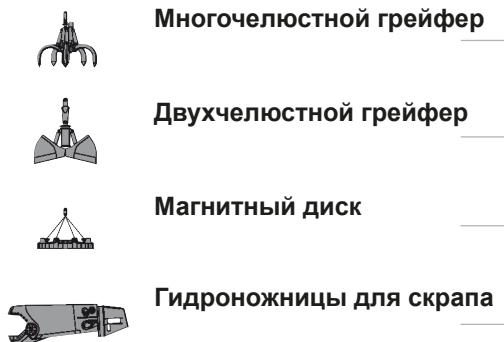 Многочелюстной грейфер
Двухчелюстной грейфер
Магнитный диск
Гидроножницы для скрапа